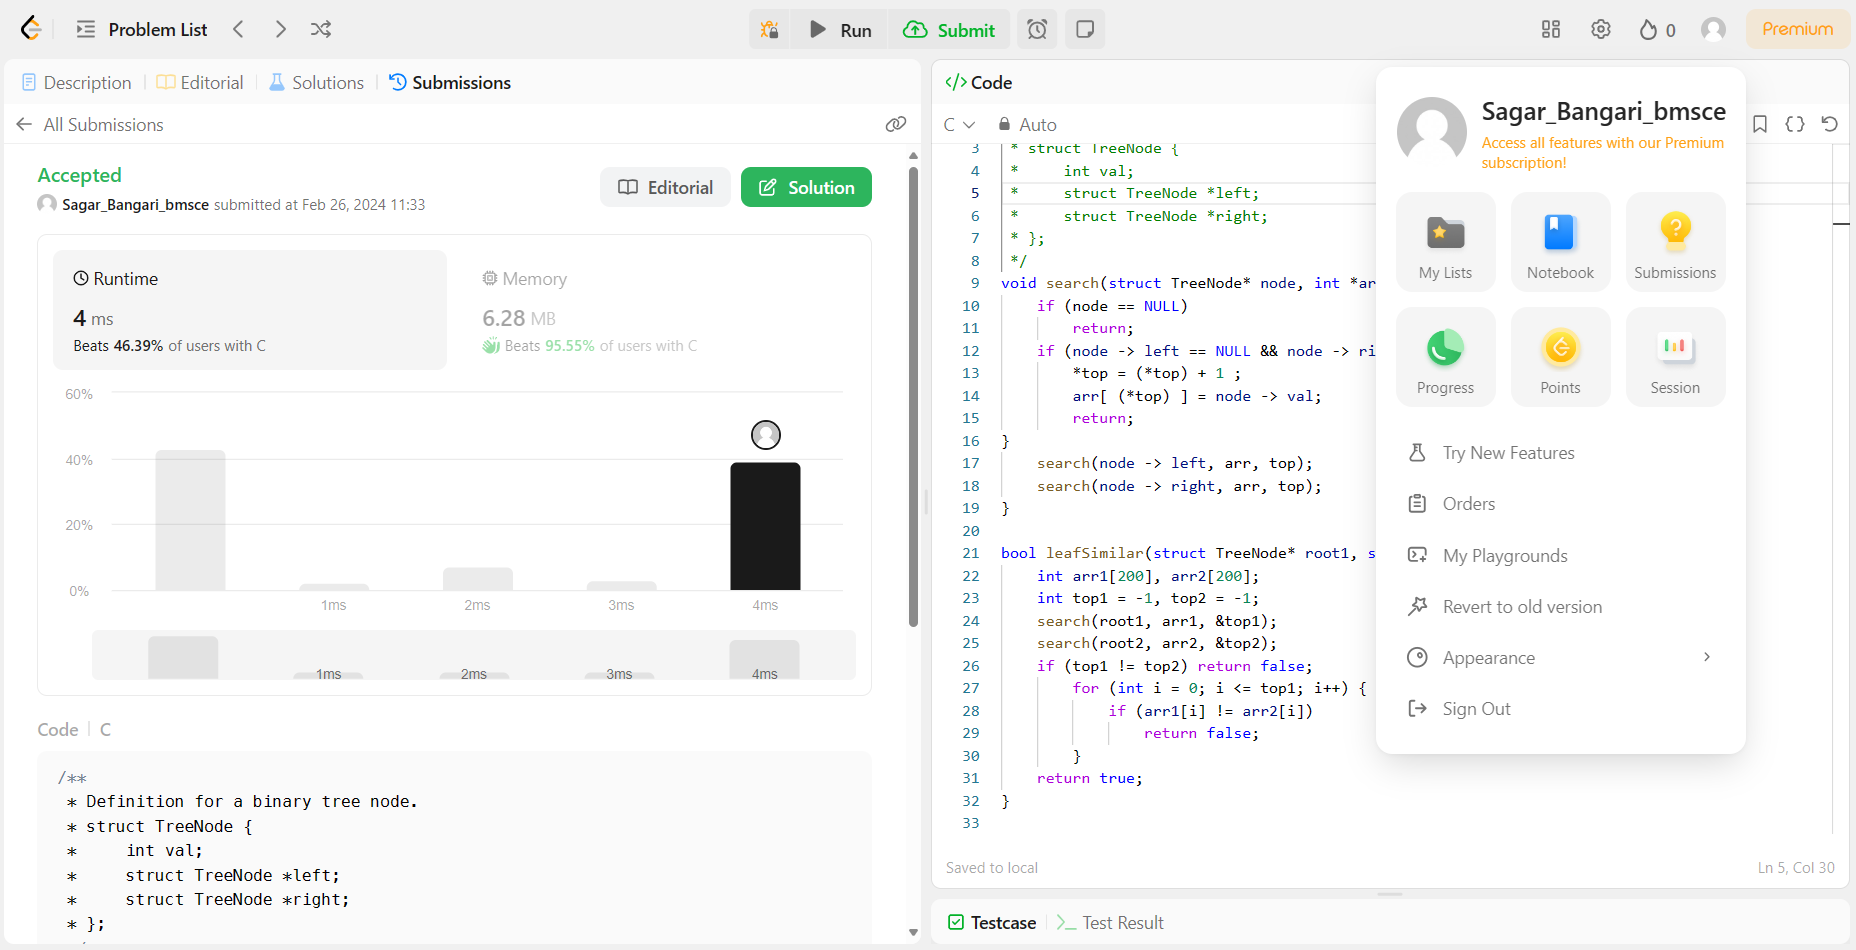 Problem List
Run
Submit
0
Premium
Description
Editorial
Solutions
Submissions
All Submissions
Accepted
Sagar_Bangari_bmsce submitted at Feb 26, 2024 11:33
Editorial
Solution
Runtime
4 ms
Beats 46.39% of users with C
Memory
6.28 MB
Beats 95.55% of users with C
60%
40%
20%
0%
1ms 2ms 3ms 4ms
1ms 2ms 3ms 4ms
Code | C
/**
 * Definition for a binary tree node.
 * struct TreeNode {
 *     int val;
 *     struct TreeNode *left;
 *     struct TreeNode *right;
 * };
</> Code
C
Auto
3  * struct TreeNode {
4  *     int val;
5  *     struct TreeNode *left;
6  *     struct TreeNode *right;
7  * };
8  */
9 void search(struct TreeNode* node, int *ar
10     if (node == NULL)
11         return;
12     if (node -> left == NULL && node -> ri
13         *top = (*top) + 1 ;
14         arr[ (*top) ] = node -> val;
15         return;
16 }
17     search(node -> left, arr, top);
18     search(node -> right, arr, top);
19 }
20
21 bool leafSimilar(struct TreeNode* root1, s
22     int arr1[200], arr2[200];
23     int top1 = -1, top2 = -1;
24     search(root1, arr1, &top1);
25     search(root2, arr2, &top2);
26     if (top1 != top2) return false;
27         for (int i = 0; i <= top1; i++) {
28             if (arr1[i] != arr2[i])
29                 return false;
30         }
31     return true;
32 }
33
Saved to local
Ln 5, Col 30
Testcase
Test Result
Sagar_Bangari_bmsce
Access all features with our Premium
subscription!
My Lists
Notebook
Submissions
Progress
Points
Session
Try New Features
Orders
My Playgrounds
Revert to old version
Appearance
Sign Out